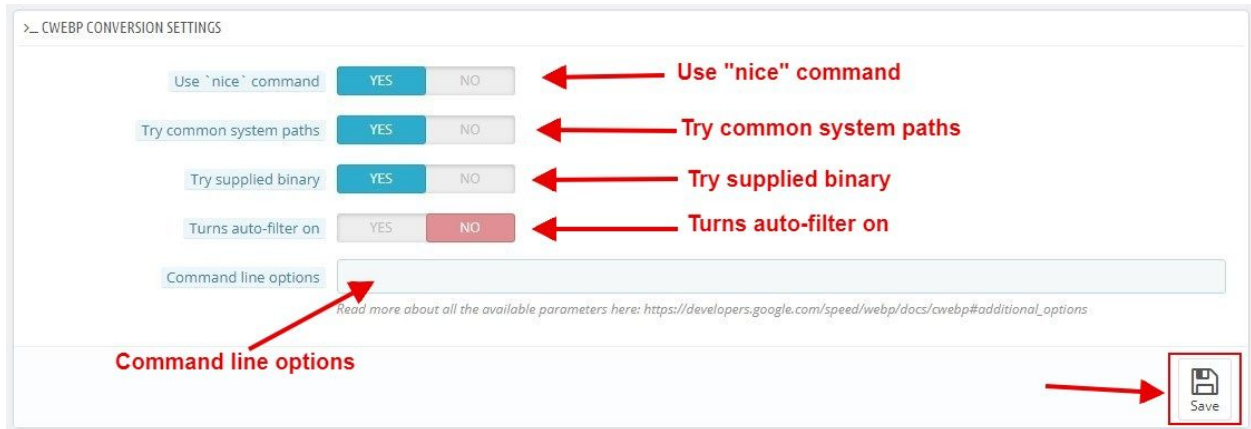 >_ CWEBP CONVERSION SETTINGS
Use `nice` command YES NO Use "nice" command
Try common system paths YES NO Try common system paths
Try supplied binary YES NO Try supplied binary
Turns auto-filter on YES NO Turns auto-filter on
Command line options
Read more about all the available parameters here: https://developers.google.com/speed/webp/docs/cwebp#additional_options
Command line options
Save